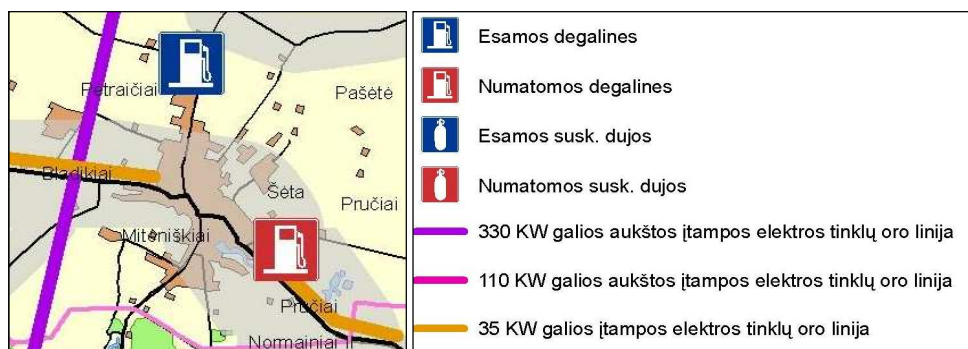 Petraičiai
Pašėtė
Bladikiai
Šėta
Pručiai
Mitėniškiai
Pručiai
Normainiai
Esamos degalines
Numatomos degalines
Esamos susk. dujos
Numatomos susk. dujos
330 KW galios aukštos įtampos elektros tinklų oro linija
110 KW galios aukštos įtampos elektros tinklų oro linija
35 KW galios įtampos elektros tinklų oro linija